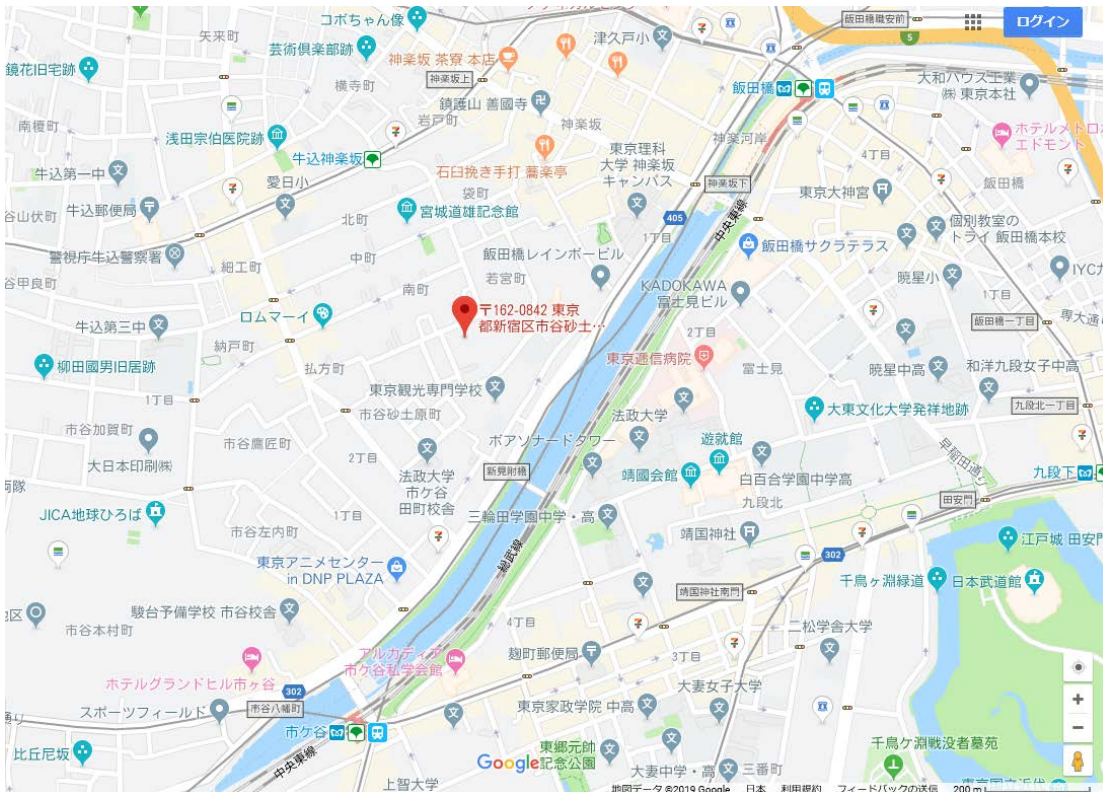 コボちゃん像
矢来町
芸術倶楽部跡
津久戸小
飯田橋職安前
ログイン
5
鏡花旧宅跡
横寺町
神楽坂 茶寮 本店
神楽坂上
飯田橋
大和ハウス工業
㈱ 東京本社
鎮護山 善國寺
岩戸町
南榎町
浅田宗伯医院跡
神楽坂
神楽河岸
ホテルメトロポ
エドモント
牛込神楽坂
東京理科
大学 神楽坂
キャンパス
4丁目
石臼挽き手打 蕎楽亭
牛込第一中
愛日小
袋町
神楽坂下
東京大神宮
飯田橋
谷山伏町
牛込郵便局
北町
宮城道雄記念館
405
中央東線
個別教室の
トライ 飯田橋本校
1丁目
警視庁牛込警察署
細工町
中町
飯田橋レインボービル
飯田橋サクラテラス
谷甲良町
南町
若宮町
KADOKAWA
富士見ビル
暁星小
IYC
1丁目
牛込第三中
ロムマーイ
〒162-0842 東京
都新宿区市谷砂土…
飯田橋一丁目
専大通り
納戸町
2丁目
柳田國男旧居跡
払方町
東京逓信病院
富士見
暁星中高
和洋九段女子中高
1丁目
東京観光専門学校
市谷砂土原町
法政大学
大東文化大学発祥地跡
九段北一丁目
市谷加賀町
市谷鷹匠町
ボアソナードタワー
遊就館
早稲田通り
大日本印刷㈱
2丁目
法政大学
市ケ谷
田町校舎
新見附橋
靖國会館
白百合学園中学高
九段下
九段北
田安門
JICA地球ひろば
1丁目
三輪田学園中学・高
市谷左内町
靖国神社
江戸城 田安門
東京アニメセンター
in DNP PLAZA
総武線
302
千鳥ヶ淵緑道
日本武道館
靖国神社南門
駿台予備学校 市谷校舎
市谷本村町
4丁目
二松学舎大学
麹町郵便局
3丁目
アルカディア
市ケ谷私学会館
ホテルグランドヒル市ヶ谷
302
大妻女子大学
スポーツフィールド
市谷八幡町
東京家政学院 中高
市ケ谷
比丘尼坂
中央東線
東郷元帥
記念公園
Google
千鳥ケ淵戦没者墓苑
上智大学
大妻中学・高
三番町
地図データ ©2019 Google
日本
利用規約
フィードバックの送信
200 m